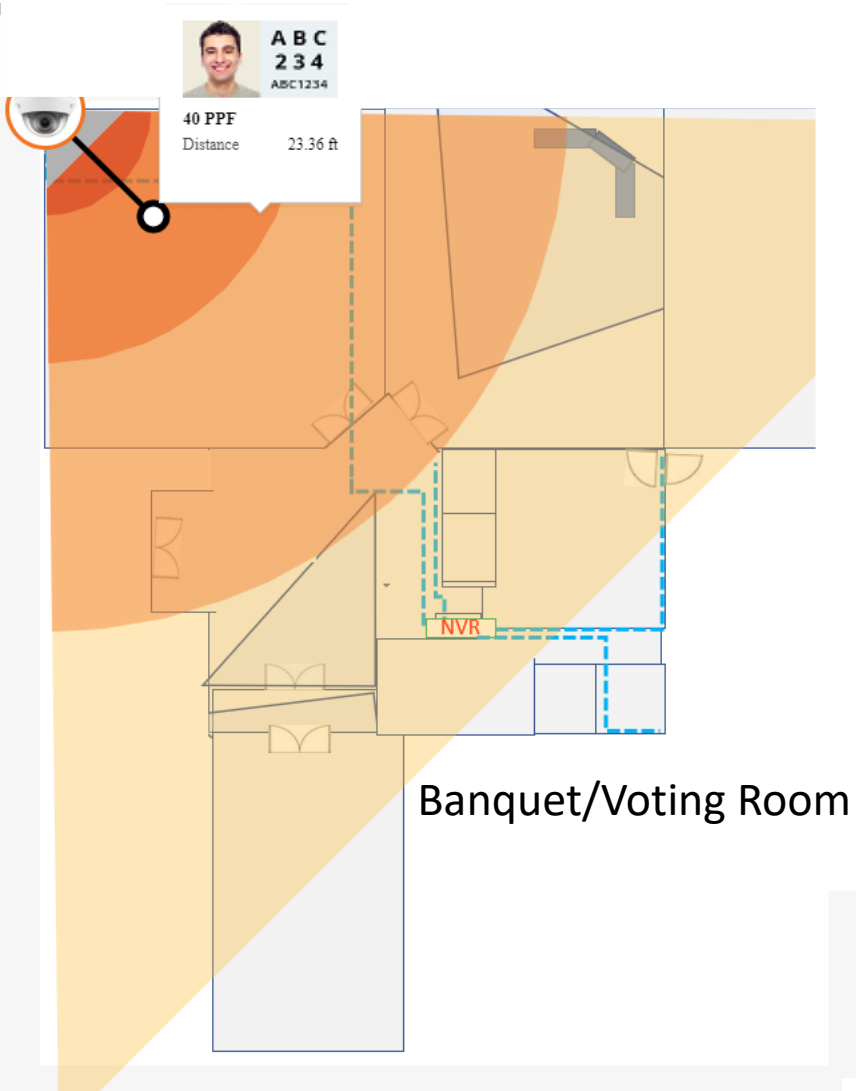 A B C
2 3 4
ABC1234
40 PPF
Distance 23.36 ft
NVR
Banquet/Voting Room